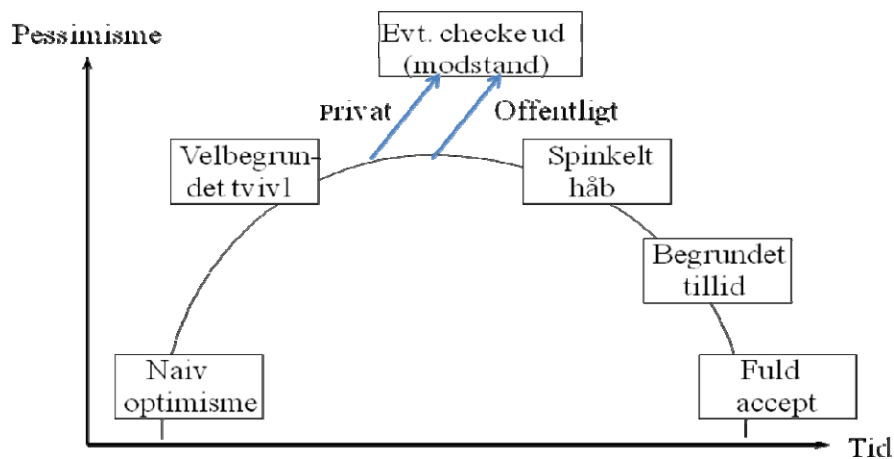 Pessimisme
Evt. checke ud
(modstand)
Privat
Offentligt
Velbegrun-
det tvivl
Spinkelt
håb
Begrundet
tillid
Naiv
optimisme
Fuld
accept
Tid